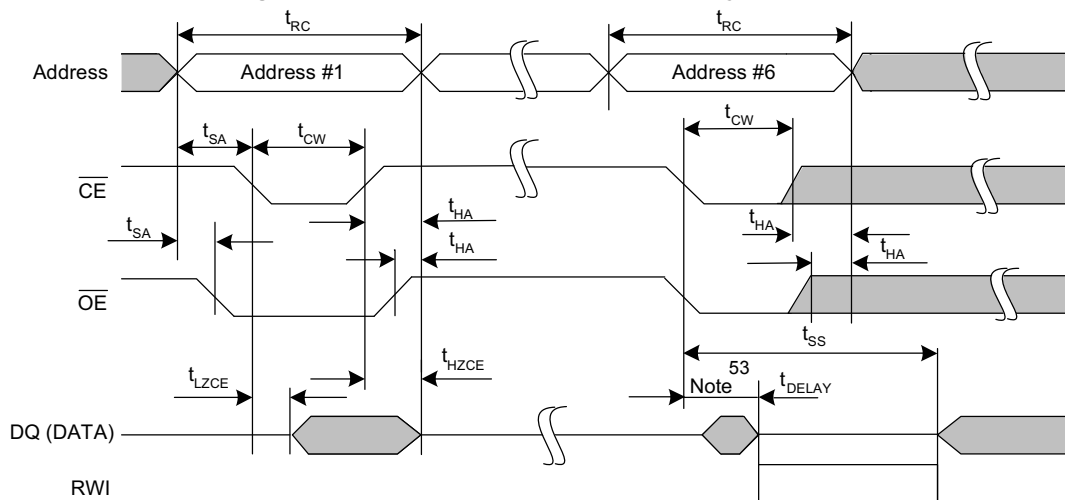 tRC tRC
Address Address #1 Address #6
tSA tCW tCW
CE
tSA tHA tHA
tHA tHA
OE
tSS
tLZCE tHZCE 53
Note tDELAY
DQ (DATA)
RWI